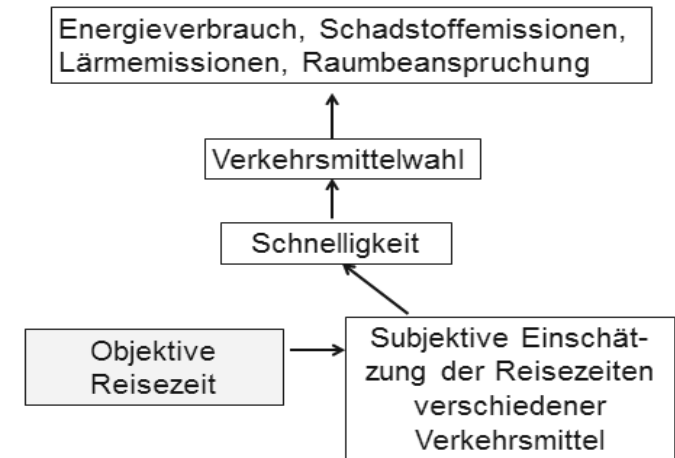 Energieverbrauch, Schadstoffemissionen,
Lärmemissionen, Raumbeanspruchung
Verkehrsmittelwahl
Schnelligkeit
Objektive
Reisezeit
Subjektive Einschät-
zung der Reisezeiten
verschiedener
Verkehrsmittel